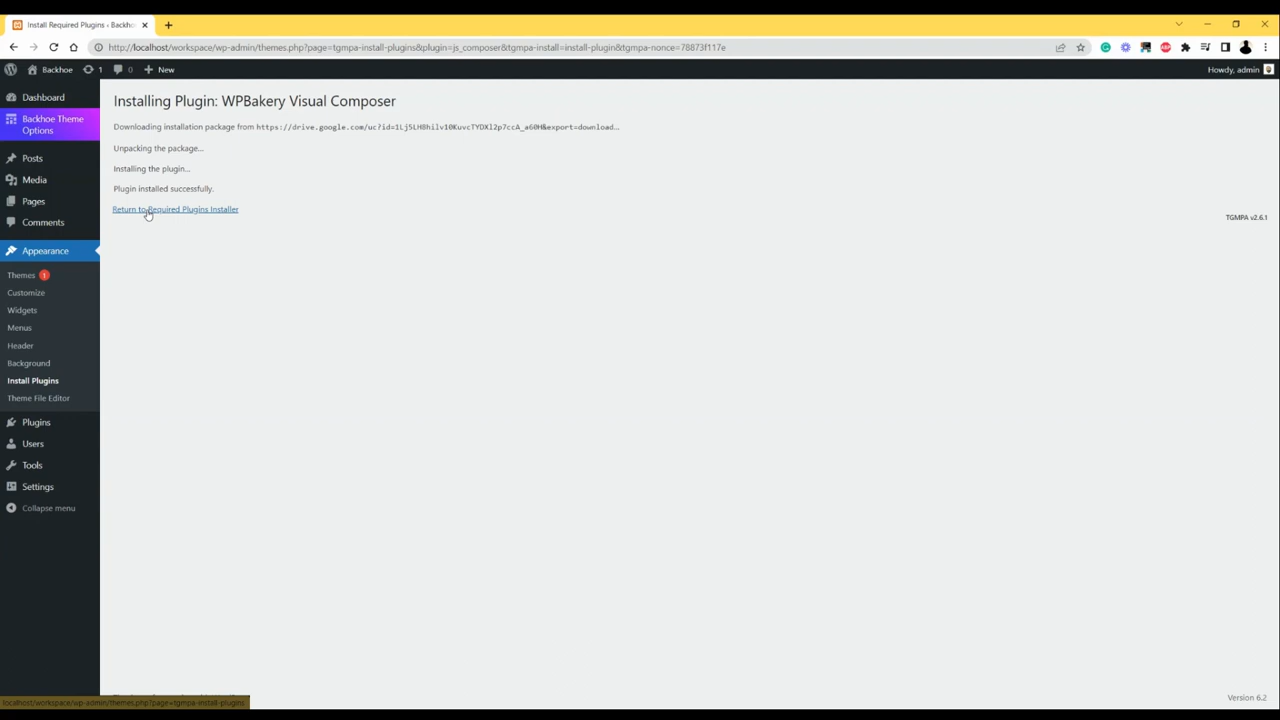 Install Required Plugins ‹ Backh
http://localhost/workspace/wp-admin/themes.php?page=tgmpa-install-plugins&plugin=js_composer&tgmpa-install=install-plugin&tgmpa-nonce=78873f117e
Backhoe 1 0 New
Howdy, admin
Dashboard
Backhoe Theme
Options
Posts
Media
Pages
Comments
Appearance
Themes 1
Customize
Widgets
Menus
Header
Background
Install Plugins
Theme File Editor
Plugins
Users
Tools
Settings
Collapse menu
Installing Plugin: WPBakery Visual Composer
Downloading installation package from https://drive.google.com/uc?id=1Lj5LH8hilv10KuvcTYDXl2p7ccA_a60H&export=download…
Unpacking the package…
Installing the plugin…
Plugin installed successfully.
Return to Required Plugins Installer
TGMPA v2.6.1
Version 6.2
localhost/workspace/wp-admin/themes.php?page=tgmpa-install-plugins